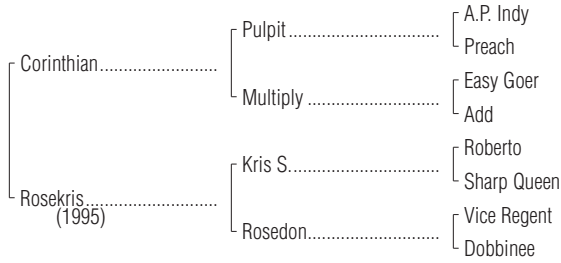 A.P. Indy
Pulpit........................................
Preach
Corinthian....................................
Easy Goer
Multiply ........................................
Add
Roberto
Kris S.........................................
Sharp Queen
Rosekris........................................
(1995)
Vice Regent
Rosedon........................................
Dobbinee